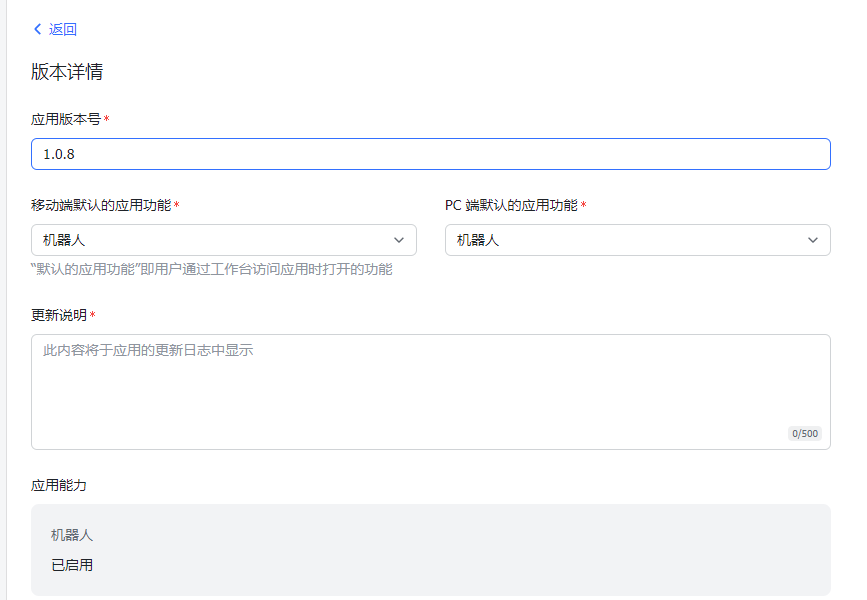 返回
版本详情
应用版本号*
1.0.8
移动端默认的应用功能* PC 端默认的应用功能*
机器人 机器人
“默认的应用功能”即用户通过工作台访问应用时打开的功能
更新说明*
此内容将于应用的更新日志中显示
0/500
应用能力
机器人
已启用